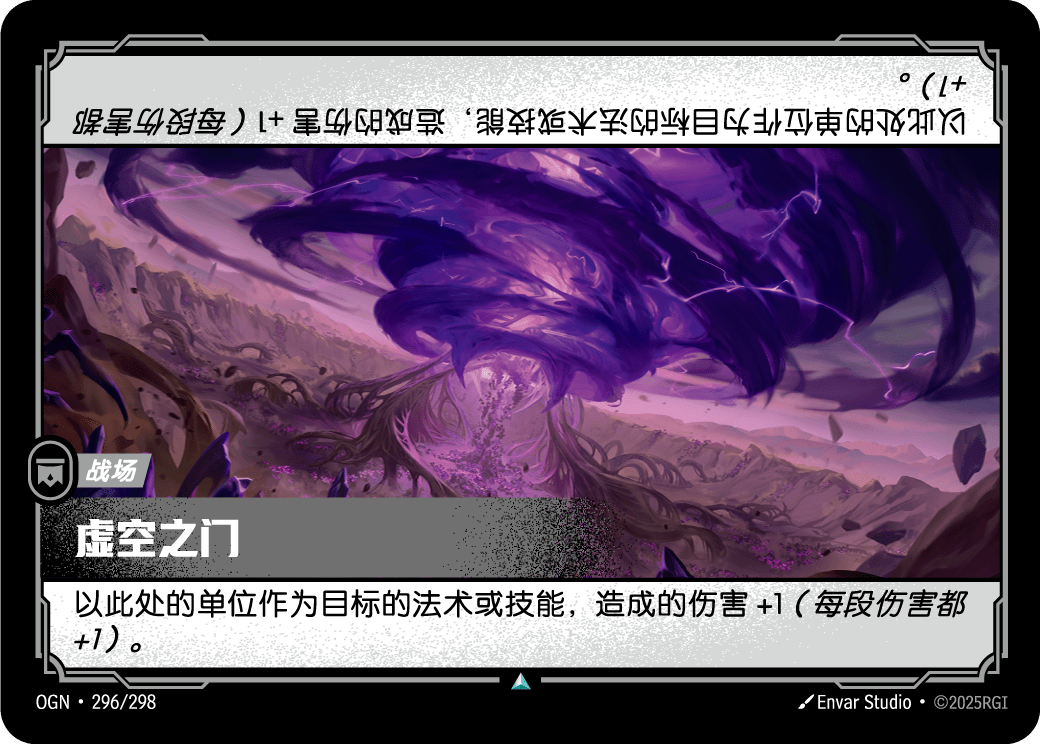 以此处的单位作为目标的法术或技能，造成的伤害 +1（每段伤害都
+1）。
战场
虚空之门
以此处的单位作为目标的法术或技能，造成的伤害 +1（每段伤害都
+1）。
OGN • 296/298
Envar Studio • ©2025RGI